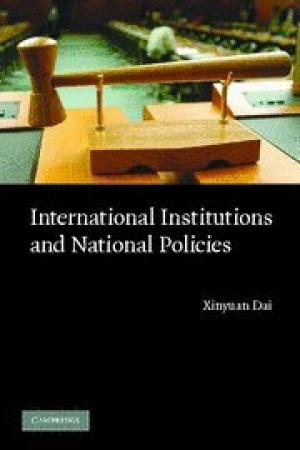 International Institutions
and National Policies
Xinyuan Dai
CAMBRIDGE